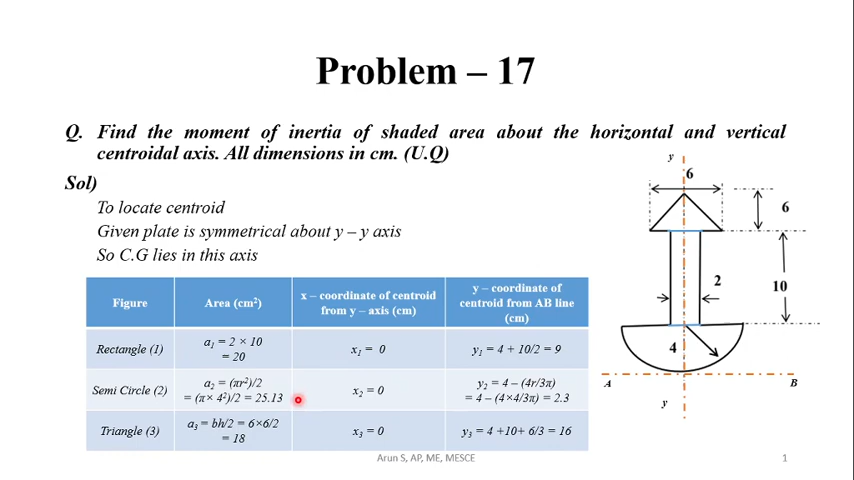 Problem – 17
Q. Find the moment of inertia of shaded area about the horizontal and vertical
centroidal axis. All dimensions in cm. (U.Q)
Sol)
To locate centroid
Given plate is symmetrical about y – y axis
So C.G lies in this axis
Figure
Area (cm²)
x – coordinate of centroid
from y – axis (cm)
y – coordinate of
centroid from AB line
(cm)
Rectangle (1)
a₁ = 2 × 10
= 20
x₁ = 0
y₁ = 4 + 10/2 = 9
Semi Circle (2)
a₂ = (πr²)/2
= (π× 4²)/2 = 25.13
x₂ = 0
y₂ = 4 – (4r/3π)
= 4 – (4×4/3π) = 2.3
Triangle (3)
a₃ = bh/2 = 6×6/2
= 18
x₃ = 0
y₃ = 4 +10+ 6/3 = 16
y
6
6
2
10
4
A
B
y
Arun S, AP, ME, MESCE
1